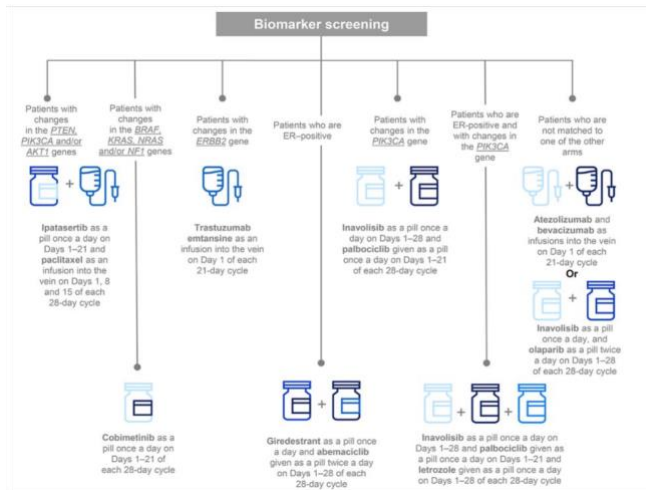 Biomarker screening
Patients with
changes
in the PTEN,
PIK3CA and/or
AKT1 genes
Patients with
changes
in the BRAF,
KRAS, NRAS
and/or NF1 genes
Patients with
changes in the
ERBB2 gene
Patients who are
ER–positive
Patients with
changes in the
PIK3CA gene
Patients who are
ER-positive and
with changes in
the PIK3CA
gene
Patients who are
not matched to
one of the other
arms
+
+
+
Ipatasertib as a
pill once a day on
Days 1–21 and
paclitaxel as an
infusion into the
vein on Days 1, 8
and 15 of each
28-day cycle
Trastuzumab
emtansine as an
infusion into the vein
on Day 1 of each
21-day cycle
Inavolisib as a pill once a
day on Days 1–28 and
palbociclib given as a pill
once a day on Days 1–21
of each 28-day cycle
Atezolizumab and
bevacizumab as
infusions into the vein
on Day 1 of each
21-day cycle
Or
+
Inavolisib as a pill
once a day, and
olaparib as a pill twice
a day on Days 1–28
of each 28-day cycle
Cobimetinib as a
pill once a day on
Days 1–21 of
each 28-day cycle
+
Giredestrant as a pill once
a day and abemaciclib
given as a pill twice a day
on Days 1–28 of each
28-day cycle
+ +
Inavolisib as a pill once a day on
Days 1–28 and palbociclib given as
a pill once a day on Days 1–21 and
letrozole given as a pill once a day
on Days 1–28 of each 28-day cycle